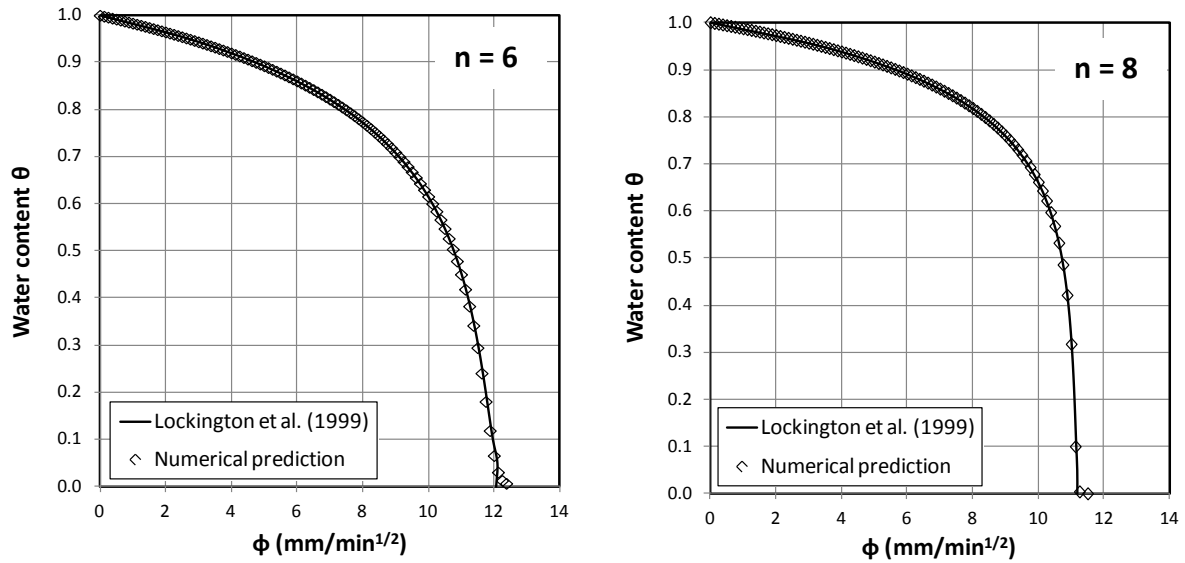 1.0
0.9
0.8
0.7
0.6
0.5
0.4
0.3
0.2
0.1
0.0
Water content θ
n = 6
Lockington et al. (1999)
Numerical prediction
0 2 4 6 8 10 12 14
ϕ (mm/min1/2)
1.0
0.9
0.8
0.7
0.6
0.5
0.4
0.3
0.2
0.1
0.0
Water content θ
n = 8
Lockington et al. (1999)
Numerical prediction
0 2 4 6 8 10 12 14
ϕ (mm/min1/2)